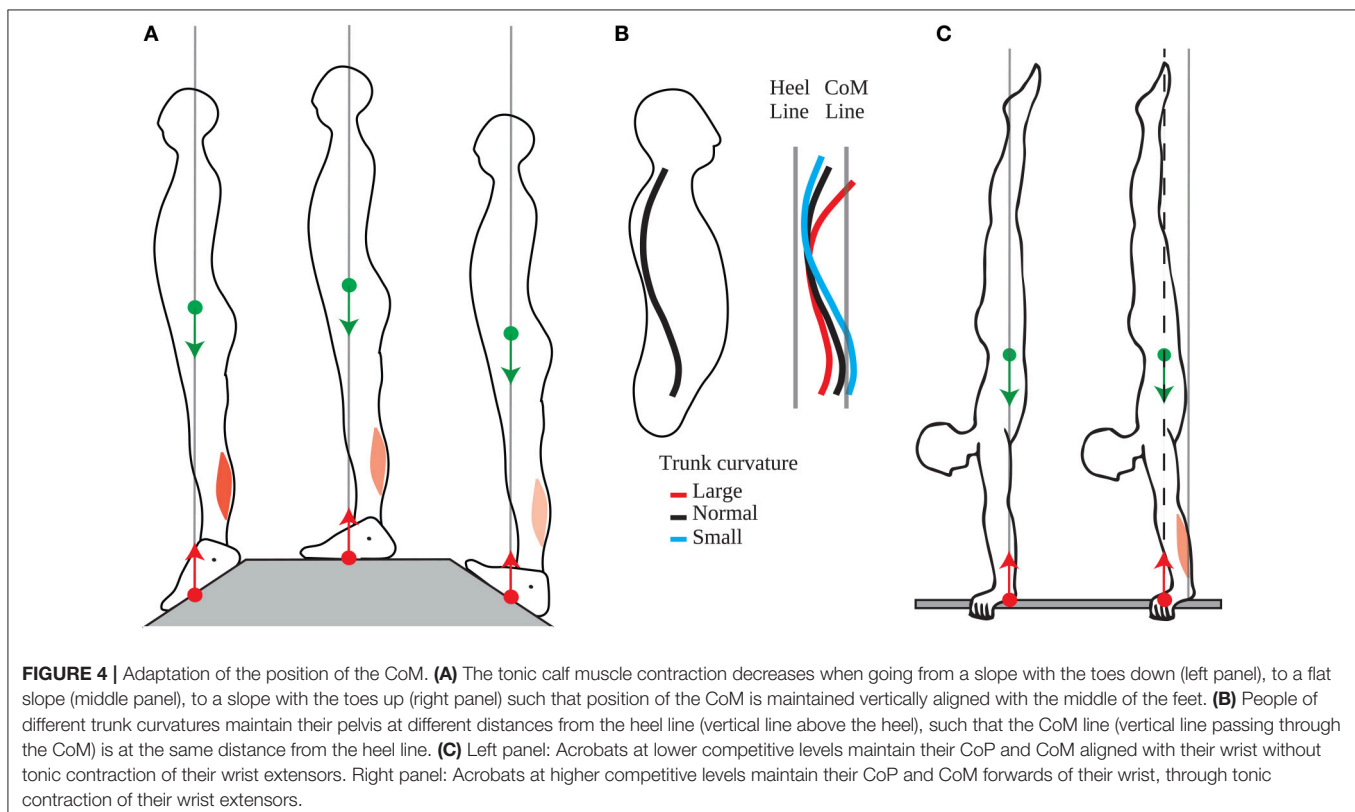 A
B
C
Heel CoM
Line Line
Trunk curvature
Large
Normal
Small
FIGURE 4 | Adaptation of the position of the CoM. (A) The tonic calf muscle contraction decreases when going from a slope with the toes down (left panel), to a flat
slope (middle panel), to a slope with the toes up (right panel) such that position of the CoM is maintained vertically aligned with the middle of the feet. (B) People of
different trunk curvatures maintain their pelvis at different distances from the heel line (vertical line above the heel), such that the CoM line (vertical line passing through
the CoM) is at the same distance from the heel line. (C) Left panel: Acrobats at lower competitive levels maintain their CoP and CoM aligned with their wrist without
tonic contraction of their wrist extensors. Right panel: Acrobats at higher competitive levels maintain their CoP and CoM forwards of their wrist, through tonic
contraction of their wrist extensors.